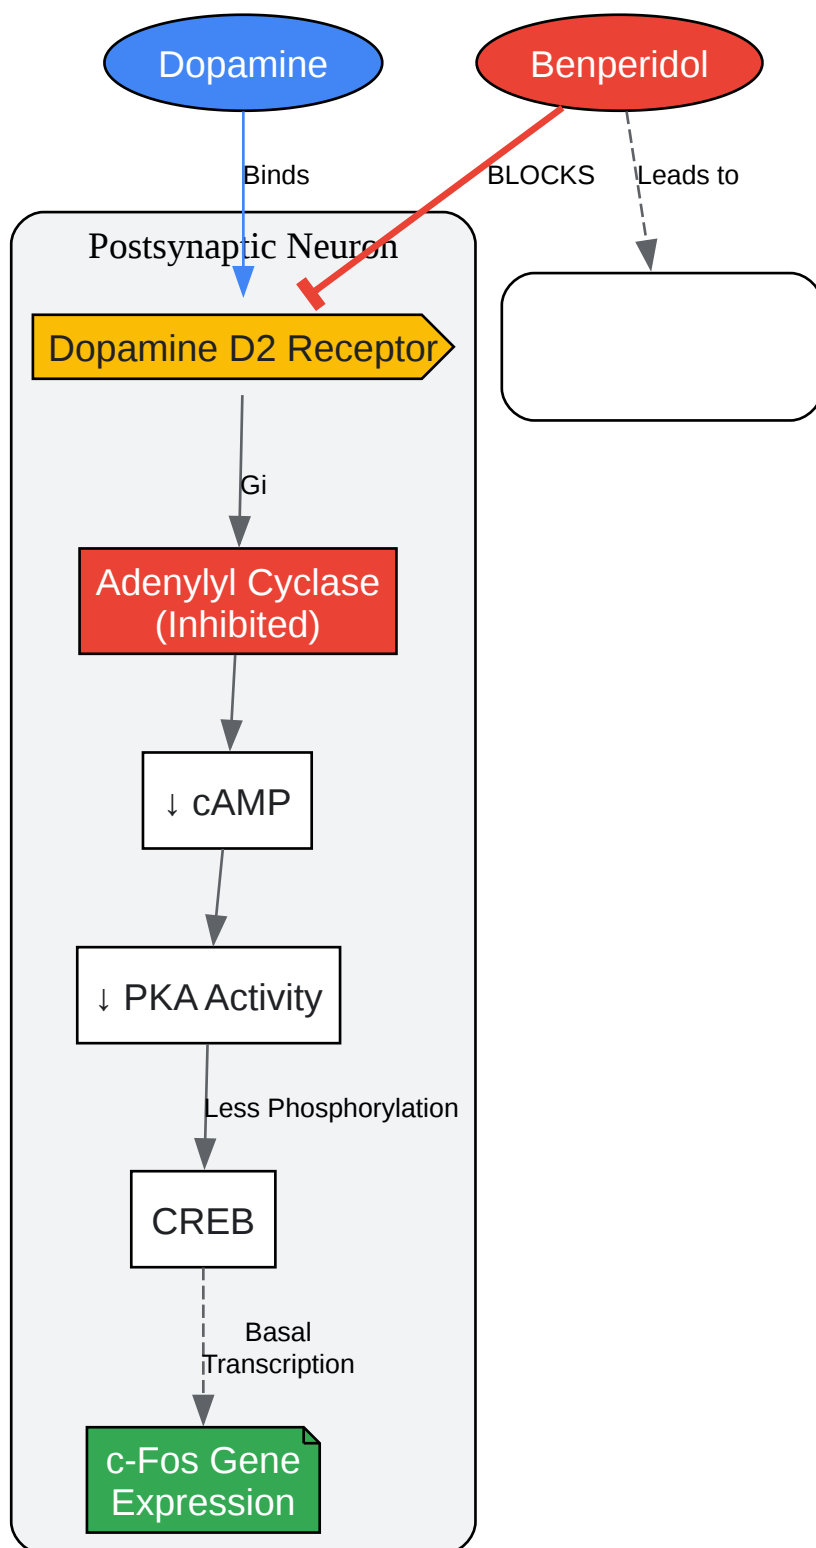 Dopamine
Benperidol
Binds
BLOCKS
Leads to
Postsynaptic Neuron
Dopamine D2 Receptor
Gi
Adenylyl Cyclase
(Inhibited)
↓ cAMP
↓ PKA Activity
Less Phosphorylation
CREB
Basal
Transcription
c-Fos Gene
Expression